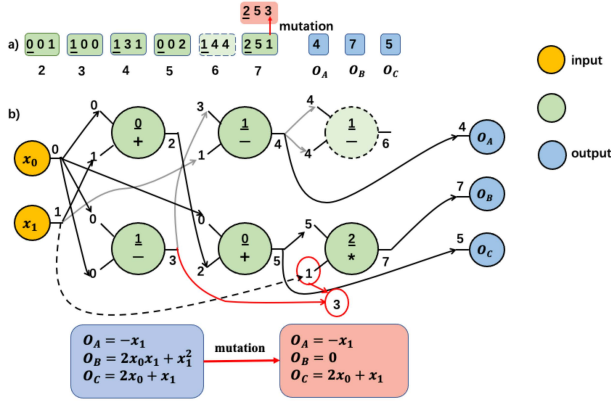 2 5 3
mutation
a) 0 0 1 1 0 0 1 3 1 0 0 2 1 4 4 2 5 1 4 7 5
2 3 4 5 6 7 O_A O_B O_C
input
output
b)
x_0 0
x_1 1
0 1 0 + 2
3 1 1 − 4
4 4 1 − 6
4 O_A
7 O_B
5 O_C
0 0 1 − 3
0 2 0 + 5
5 1 2 * 7
3
O_A = −x_1
O_B = 2x_0x_1 + x_1^2
O_C = 2x_0 + x_1
mutation
O_A = −x_1
O_B = 0
O_C = 2x_0 + x_1